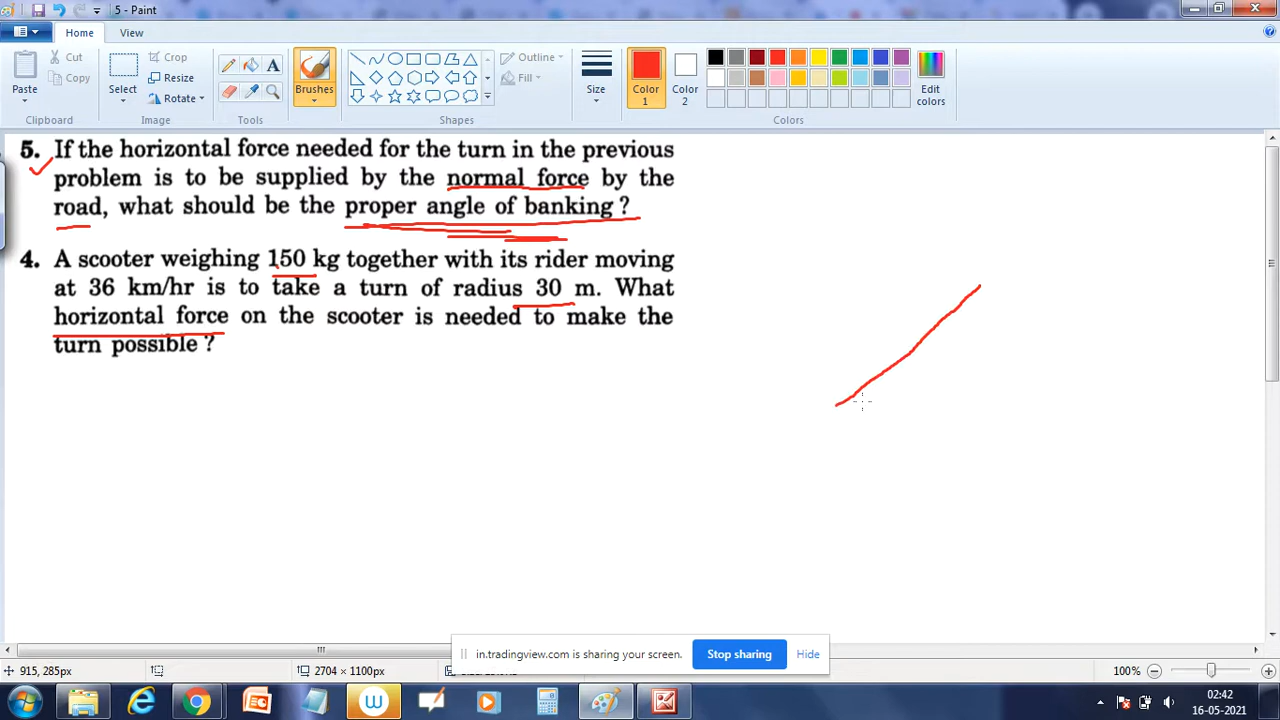 5 - Paint
Home View
Paste
Cut
Copy
Clipboard
Select
Crop
Resize
Rotate
Image
Tools
Brushes
Outline
Fill
Shapes
Size
Color 1
Color 2
Edit colors
Colors
5. If the horizontal force needed for the turn in the previous
problem is to be supplied by the normal force by the
road, what should be the proper angle of banking ?
4. A scooter weighing 150 kg together with its rider moving
at 36 km/hr is to take a turn of radius 30 m. What
horizontal force on the scooter is needed to make the
turn possible ?
in.tradingview.com is sharing your screen. Stop sharing Hide
915, 285px 2704 × 1100px 100%
02:42
16-05-2021